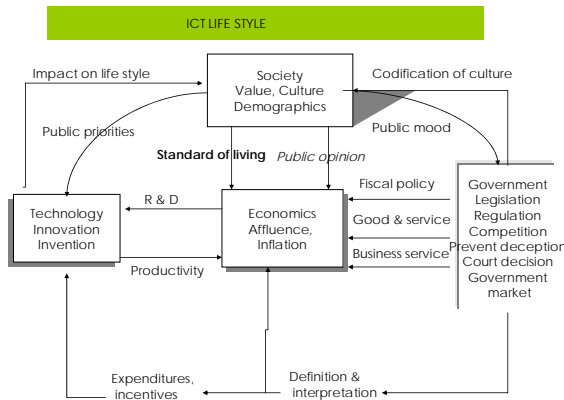 ICT LIFE STYLE
Impact on life style
Society
Value, Culture
Demographics
Codification of culture
Public priorities
Public mood
Standard of living
Public opinion
Technology
Innovation
Invention
R & D
Productivity
Economics
Affluence,
Inflation
Fiscal policy
Good & service
Business service
Government
Legislation
Regulation
Competition
Prevent deception
Court decision
Government
market
Expenditures,
incentives
Definition &
interpretation